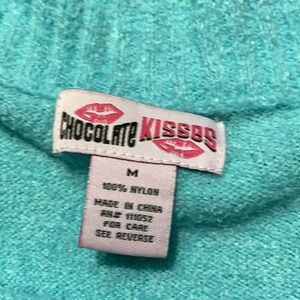 CHOCOLATE KISSES
M
100% NYLON
MADE IN CHINA
RN# 111052
FOR CARE
SEE REVERSE